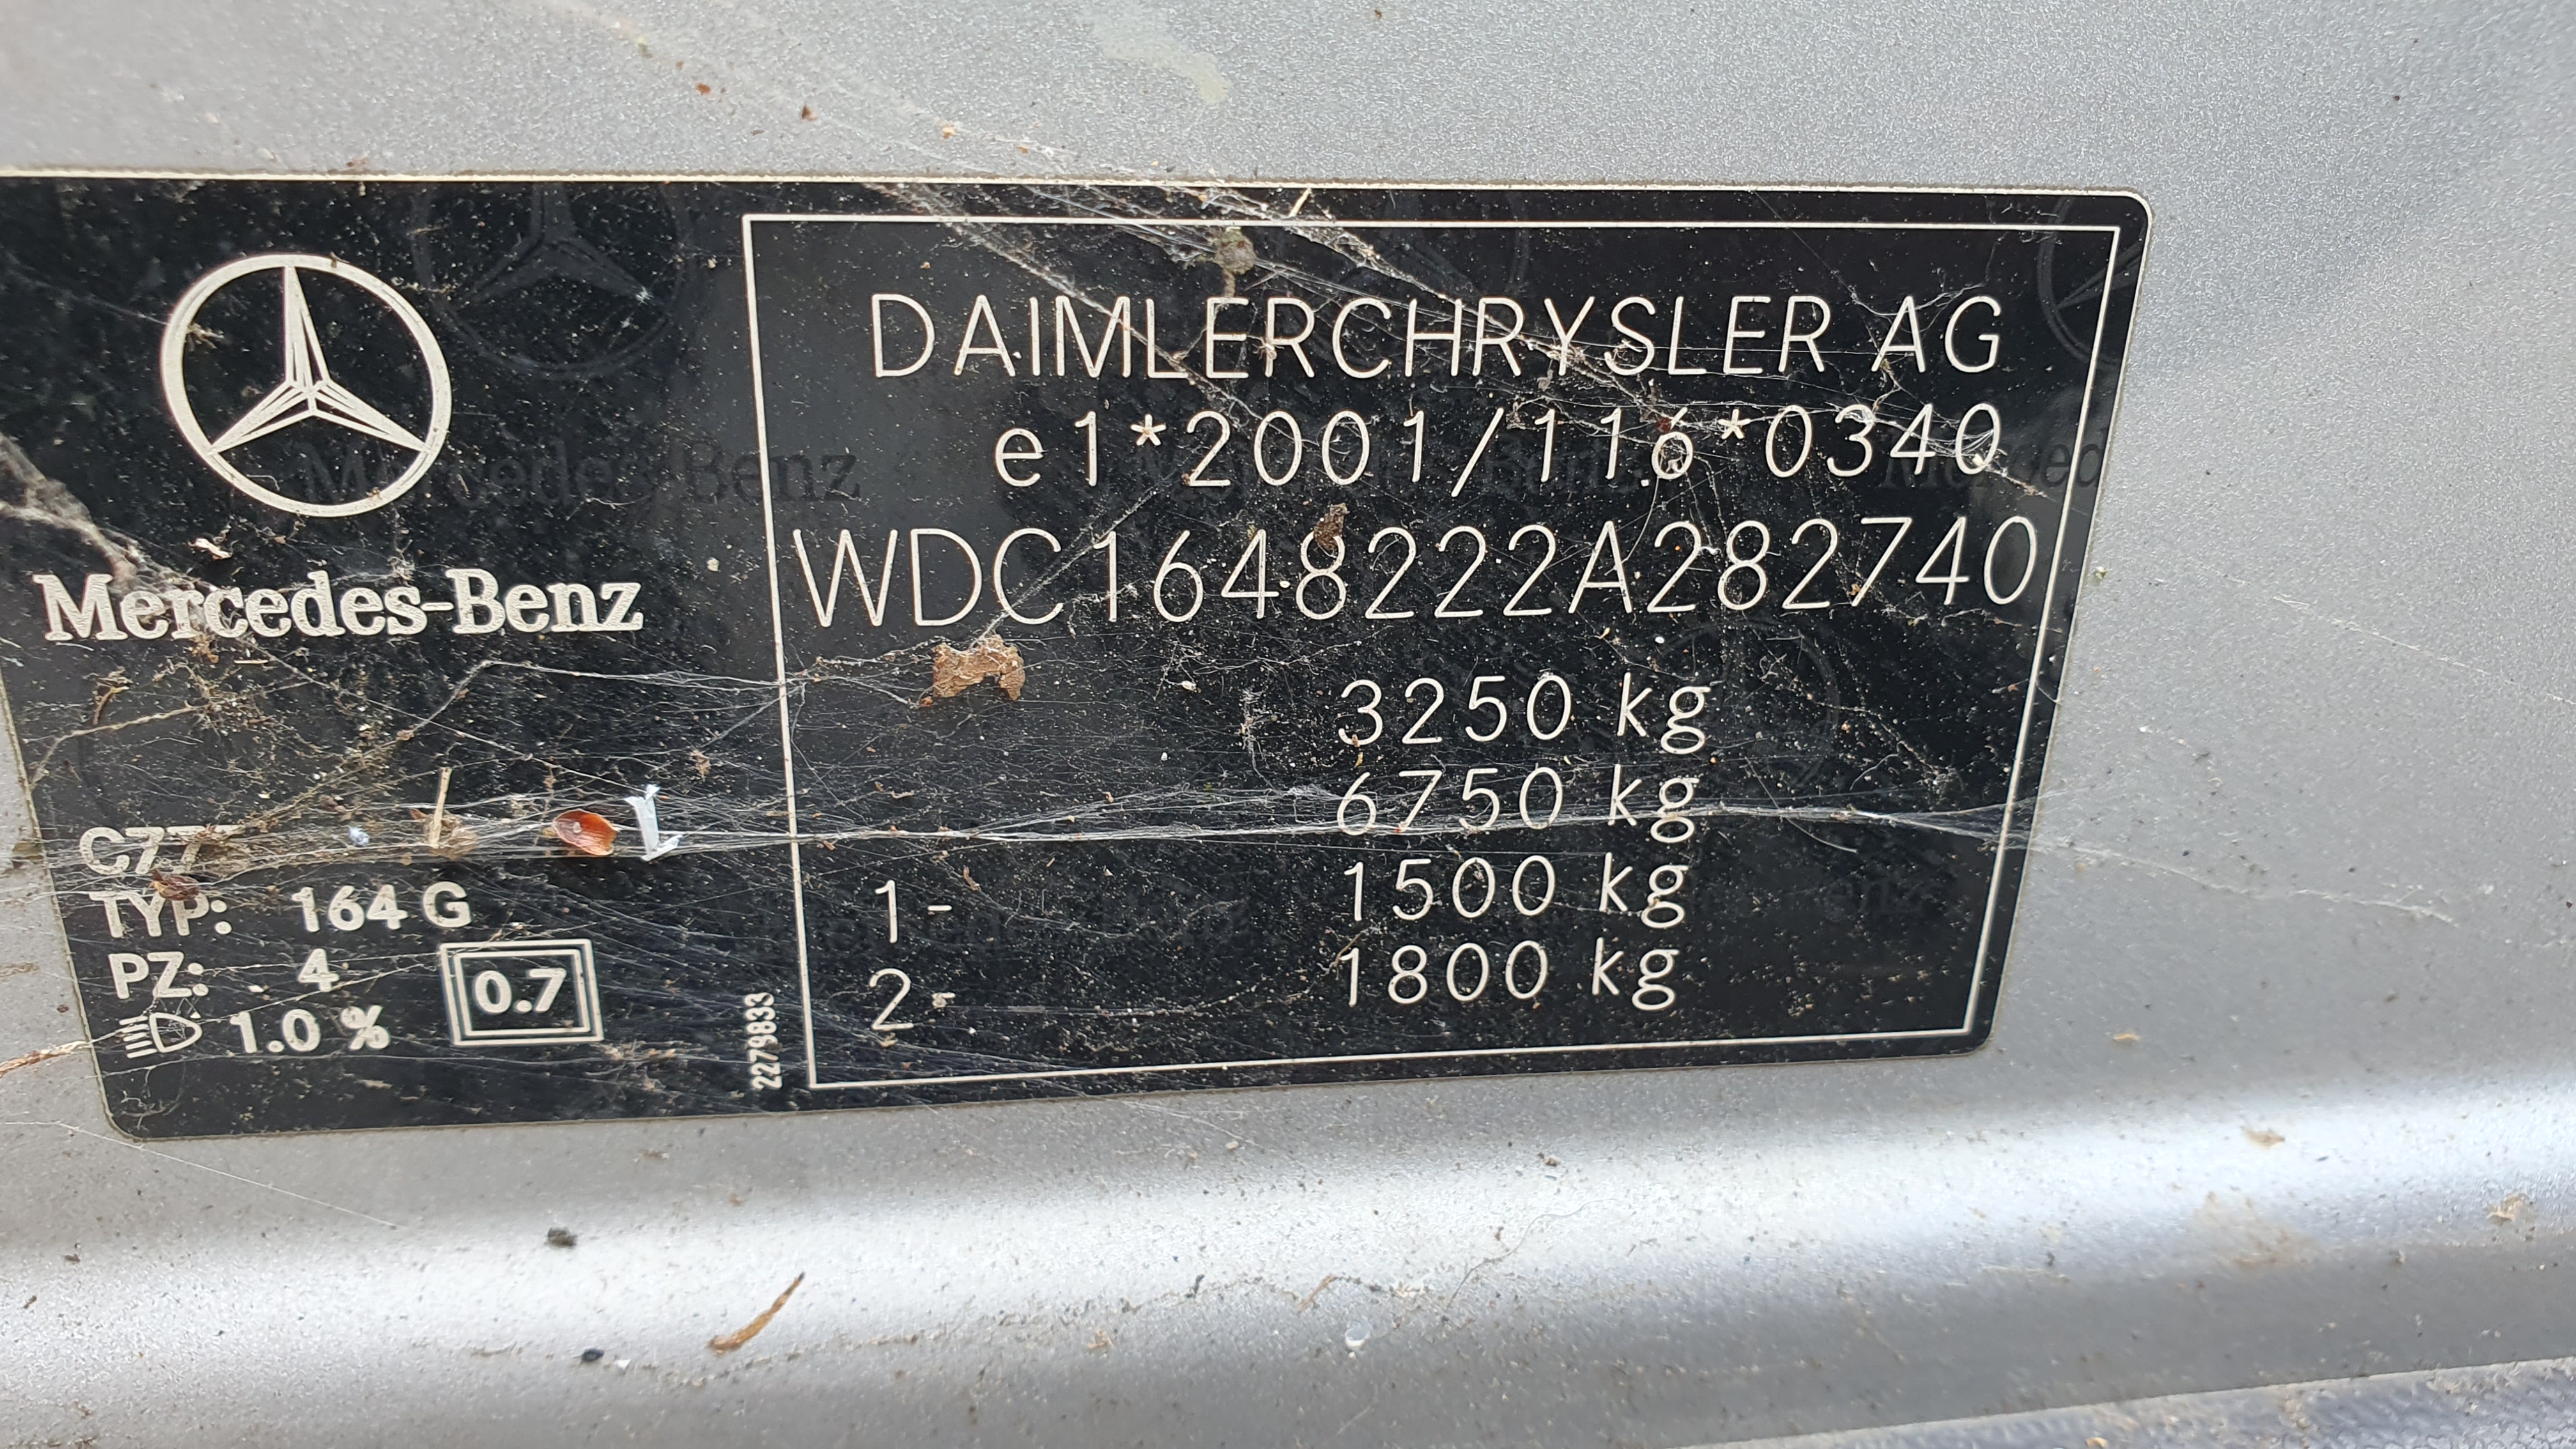 Mercedes-Benz
TYP: 164 G
PZ: 4
1.0 %
0.7
2279833
DAIMLERCHRYSLER AG
e1*2001/116*0340
WDC1648222A282740
3250 kg
6750 kg
1- 1500 kg
2- 1800 kg